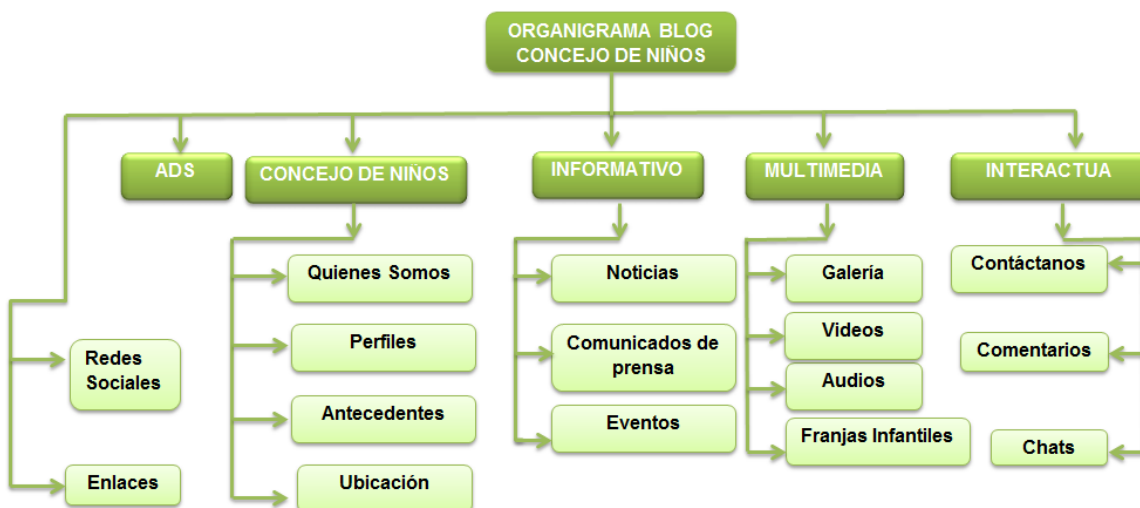 ORGANIGRAMA BLOG
CONCEJO DE NIÑOS
ADS
CONCEJO DE NIÑOS
INFORMATIVO
MULTIMEDIA
INTERACTUA
Redes
Sociales
Enlaces
Quienes Somos
Perfiles
Antecedentes
Ubicación
Noticias
Comunicados de
prensa
Eventos
Galería
Videos
Audios
Franjas Infantiles
Contáctanos
Comentarios
Chats